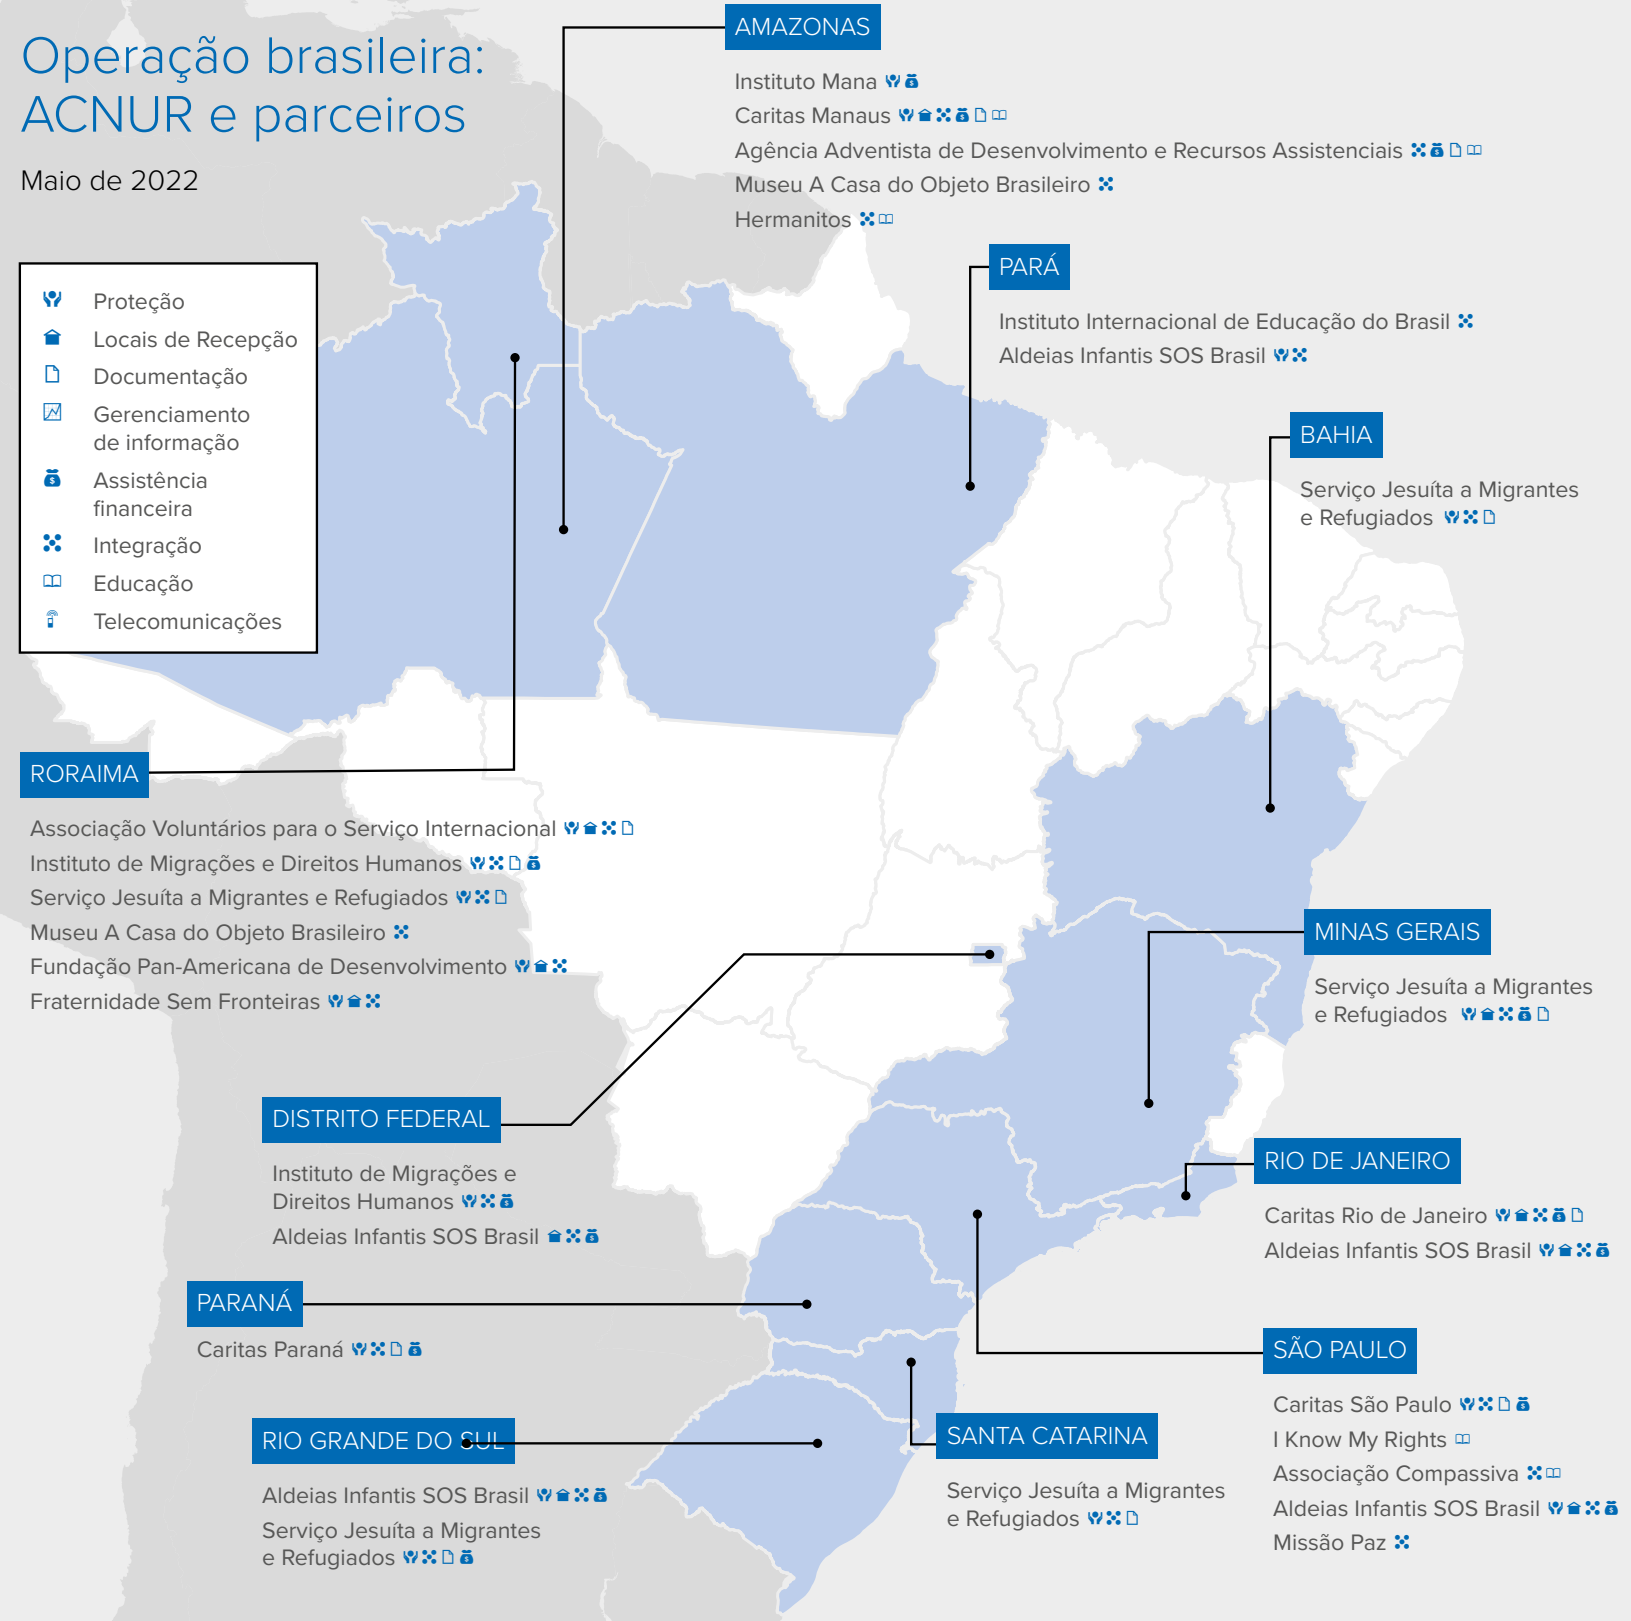 Operação brasileira:
ACNUR e parceiros
Maio de 2022
Proteção
Locais de Recepção
Documentação
Gerenciamento
de informação
Assistência
financeira
Integração
Educação
Telecomunicações
AMAZONAS
Instituto Mana
Caritas Manaus
Agência Adventista de Desenvolvimento e Recursos Assistenciais
Museu A Casa do Objeto Brasileiro
Hermanitos
PARÁ
Instituto Internacional de Educação do Brasil
Aldeias Infantis SOS Brasil
BAHIA
Serviço Jesuíta a Migrantes
e Refugiados
RORAIMA
Associação Voluntários para o Serviço Internacional
Instituto de Migrações e Direitos Humanos
Serviço Jesuíta a Migrantes e Refugiados
Museu A Casa do Objeto Brasileiro
Fundação Pan-Americana de Desenvolvimento
Fraternidade Sem Fronteiras
MINAS GERAIS
Serviço Jesuíta a Migrantes
e Refugiados
DISTRITO FEDERAL
Instituto de Migrações e
Direitos Humanos
Aldeias Infantis SOS Brasil
RIO DE JANEIRO
Caritas Rio de Janeiro
Aldeias Infantis SOS Brasil
PARANÁ
Caritas Paraná
SÃO PAULO
Caritas São Paulo
I Know My Rights
Associação Compassiva
Aldeias Infantis SOS Brasil
Missão Paz
RIO GRANDE DO SUL
Aldeias Infantis SOS Brasil
Serviço Jesuíta a Migrantes
e Refugiados
SANTA CATARINA
Serviço Jesuíta a Migrantes
e Refugiados